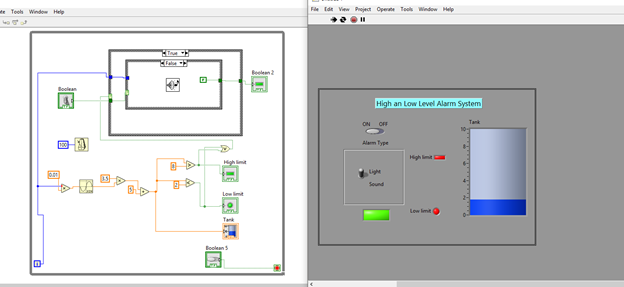 Tools Window Help
True
False
Boolean 2
Boolean
100
High limit
0.01
3.5
5
8
2
Low limit
Tank
Boolean 5
i
File Edit View Project Operate Tools Window Help
High an Low Level Alarm System
ON OFF
Alarm Type
Light
Sound
High limit
Low limit
Tank
10
8
6
4
2
0